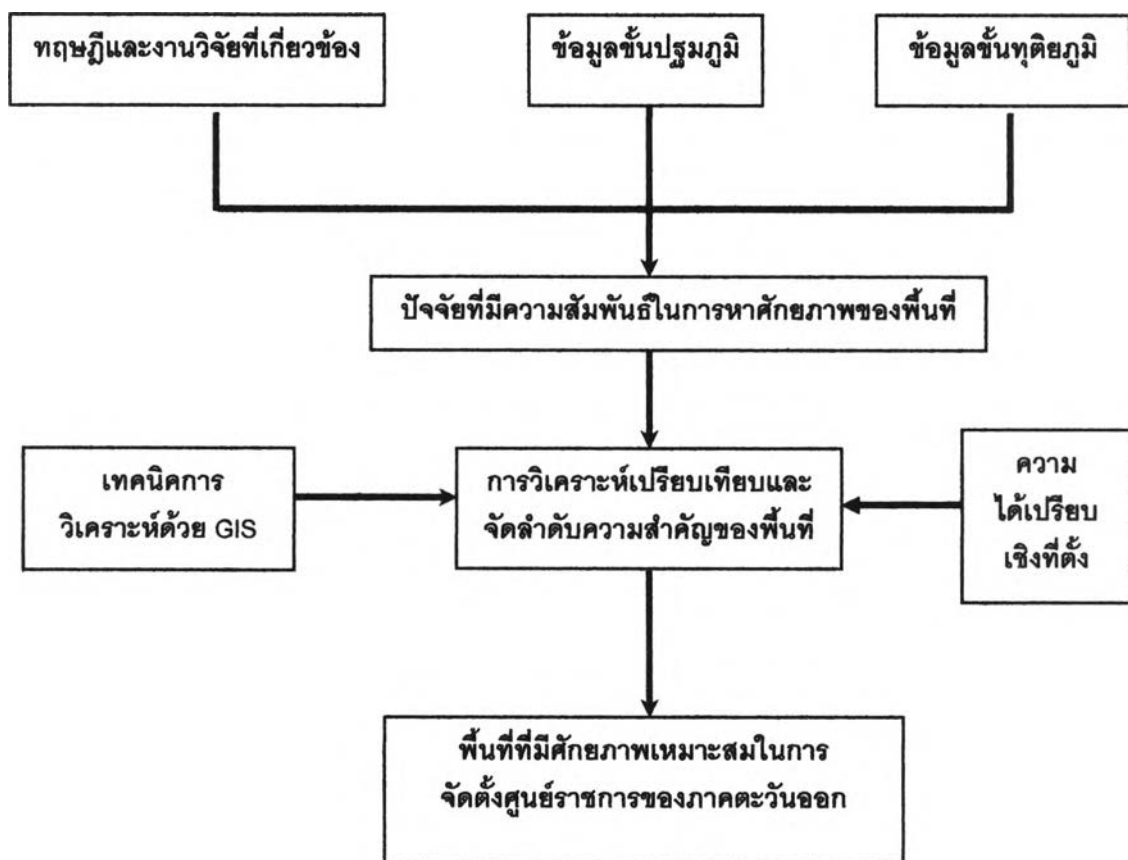 ทฤษฎีและงานวิจัยที่เกี่ยวข้อง
ข้อมูลขั้นปฐมภูมิ
ข้อมูลขั้นทุติยภูมิ
ปัจจัยที่มีความสัมพันธ์ในการหาศักยภาพของพื้นที่
เทคนิคการ
วิเคราะห์ด้วย GIS
การวิเคราะห์เปรียบเทียบและ
จัดลำดับความสำคัญของพื้นที่
ความ
ได้เปรียบ
เชิงที่ตั้ง
พื้นที่ที่มีศักยภาพเหมาะสมในการ
จัดตั้งศูนย์ราชการของภาคตะวันออก